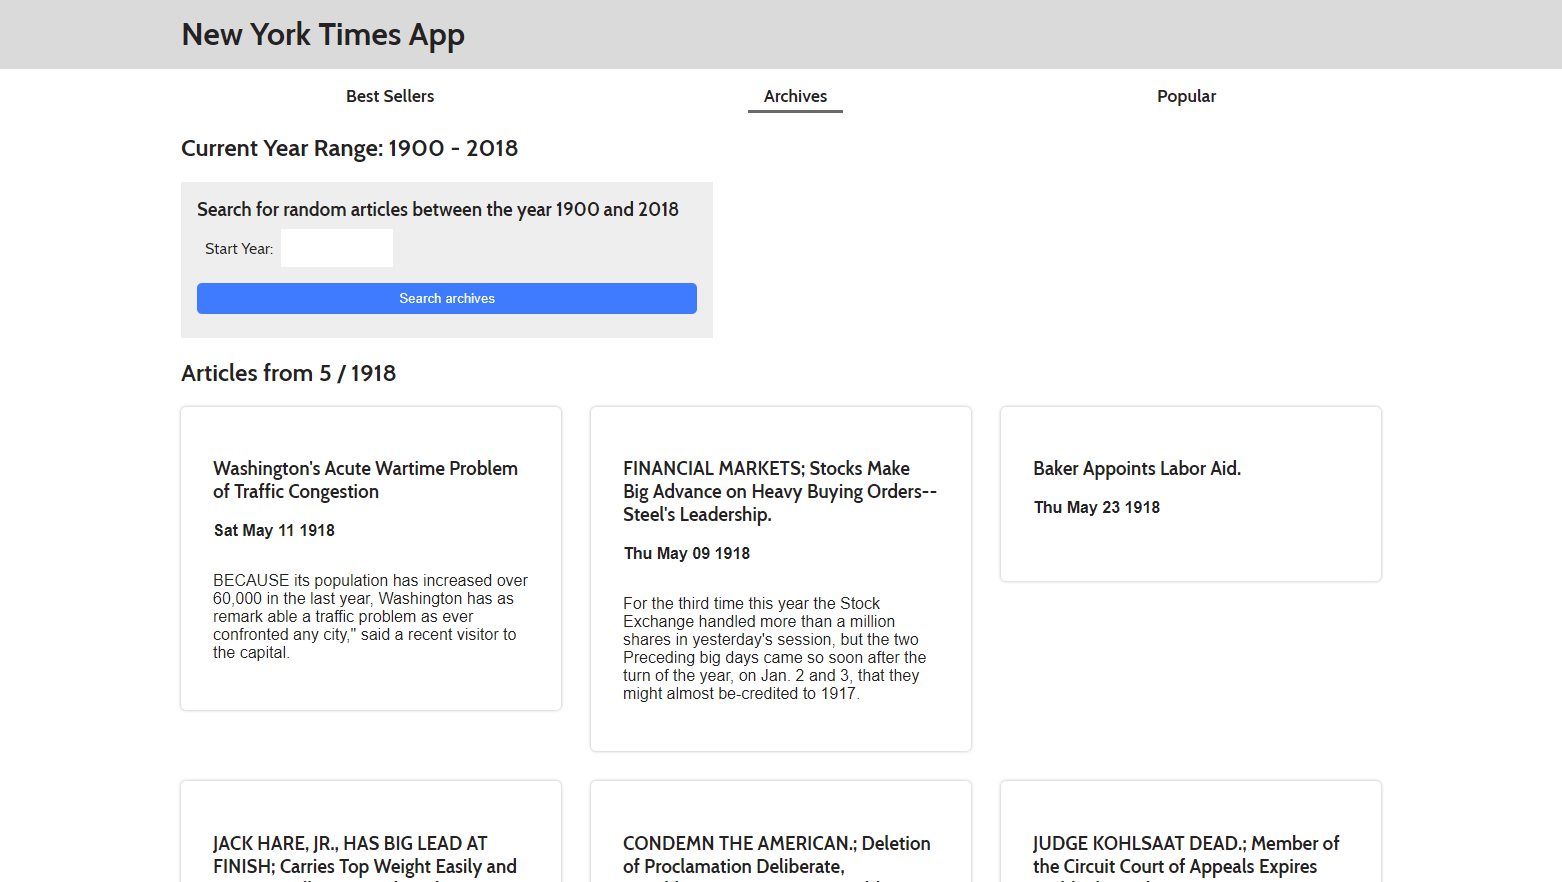 New York Times App
Best Sellers
Archives
Popular
Current Year Range: 1900 - 2018
Search for random articles between the year 1900 and 2018
Start Year:
Search archives
Articles from 5 / 1918
Washington's Acute Wartime Problem
of Traffic Congestion
Sat May 11 1918
BECAUSE its population has increased over
60,000 in the last year, Washington has as
remark able a traffic problem as ever
confronted any city," said a recent visitor to
the capital.
FINANCIAL MARKETS; Stocks Make
Big Advance on Heavy Buying Orders--
Steel's Leadership.
Thu May 09 1918
For the third time this year the Stock
Exchange handled more than a million
shares in yesterday's session, but the two
Preceding big days came so soon after the
turn of the year, on Jan. 2 and 3, that they
might almost be-credited to 1917.
Baker Appoints Labor Aid.
Thu May 23 1918
JACK HARE, JR., HAS BIG LEAD AT
FINISH; Carries Top Weight Easily and
CONDEMN THE AMERICAN.; Deletion
of Proclamation Deliberate,
JUDGE KOHLSAAT DEAD.; Member of
the Circuit Court of Appeals Expires